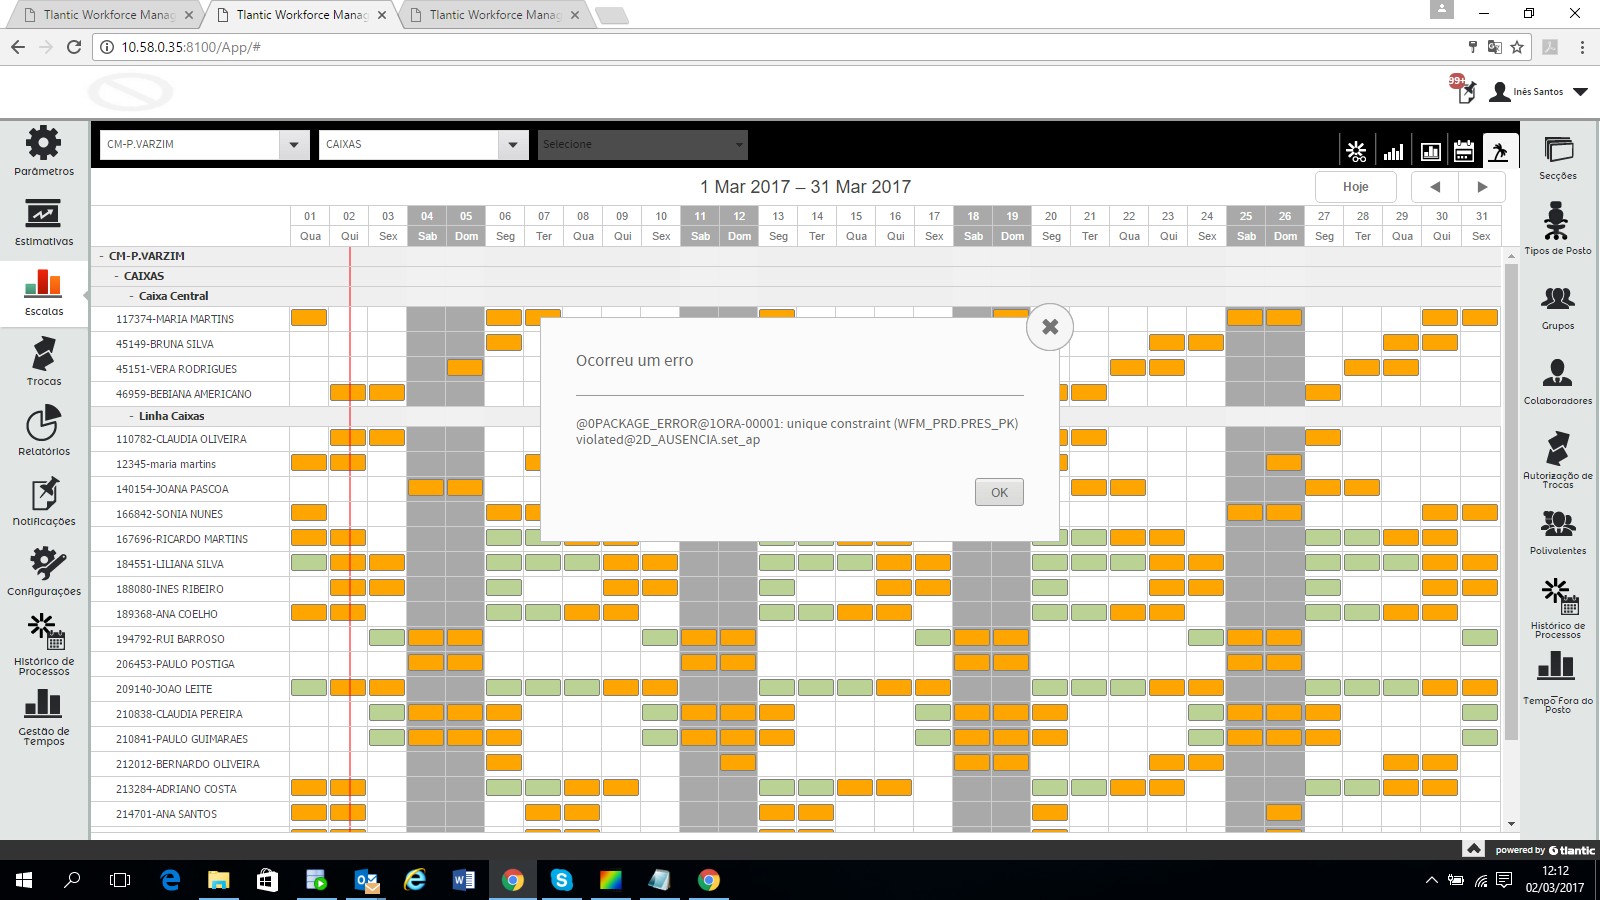 Tlantic Workforce Manag
Tlantic Workforce Manag
Tlantic Workforce Manag
10.58.0.35:8100/App/#
99+
Inês Santos
CM-P.VARZIM
CAIXAS
Selecione
1 Mar 2017 – 31 Mar 2017
Hoje
01 02 03 04 05 06 07 08 09 10 11 12 13 14 15 16 17 18 19 20 21 22 23 24 25 26 27 28 29 30 31
Qua Qui Sex Sab Dom Seg Ter Qua Qui Sex Sab Dom Seg Ter Qua Qui Sex Sab Dom Seg Ter Qua Qui Sex Sab Dom Seg Ter Qua Qui Sex
- CM-P.VARZIM
- CAIXAS
- Caixa Central
117374-MARIA MARTINS
45149-BRUNA SILVA
45151-VERA RODRIGUES
46959-BEBIANA AMERICANO
- Linha Caixas
110782-CLAUDIA OLIVEIRA
12345-maria martins
140154-JOANA PASCOA
166842-SONIA NUNES
167696-RICARDO MARTINS
184551-LILIANA SILVA
188080-INES RIBEIRO
189368-ANA COELHO
194792-RUI BARROSO
206453-PAULO POSTIGA
209140-JOAO LEITE
210838-CLAUDIA PEREIRA
210841-PAULO GUIMARAES
212012-BERNARDO OLIVEIRA
213284-ADRIANO COSTA
214701-ANA SANTOS
Ocorreu um erro
@0PACKAGE_ERROR@1ORA-00001: unique constraint (WFM_PRD.PRES_PK)
violated@2D_AUSENCIA.set_ap
OK
Parâmetros
Estimativas
Escalas
Trocas
Relatórios
Notificações
Configurações
Histórico de
Processos
Gestão de
Tempos
Secções
Tipos de Posto
Grupos
Colaboradores
Autorização de
Trocas
Polivalentes
Histórico de
Processos
Tempo Fora do
Posto
powered by tlantic
12:12
02/03/2017